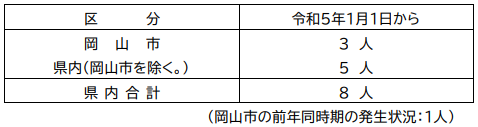 区　　　分　　　令和5年1月1日から
岡　山　市　　　3　人
県内(岡山市を除く。)　　　5　人
県 内 合 計　　　8　人
(岡山市の前年同時期の発生状況：1人)